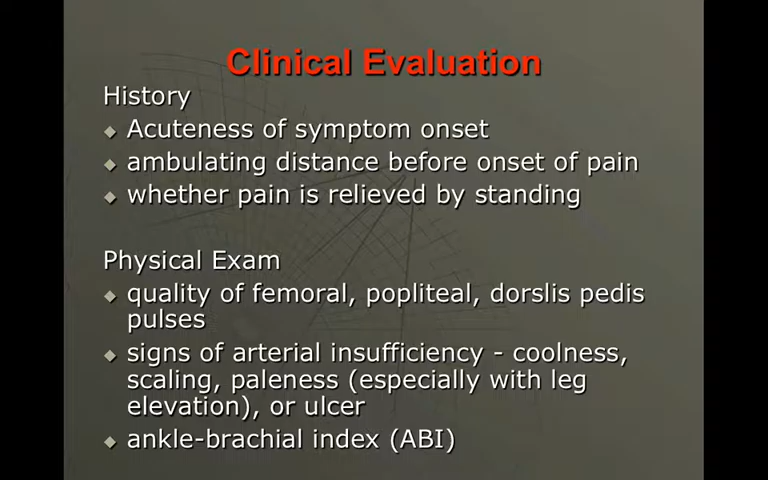 Clinical Evaluation
History
◆ Acuteness of symptom onset
◆ ambulating distance before onset of pain
◆ whether pain is relieved by standing
Physical Exam
◆ quality of femoral, popliteal, dorslis pedis
pulses
◆ signs of arterial insufficiency - coolness,
scaling, paleness (especially with leg
elevation), or ulcer
◆ ankle-brachial index (ABI)